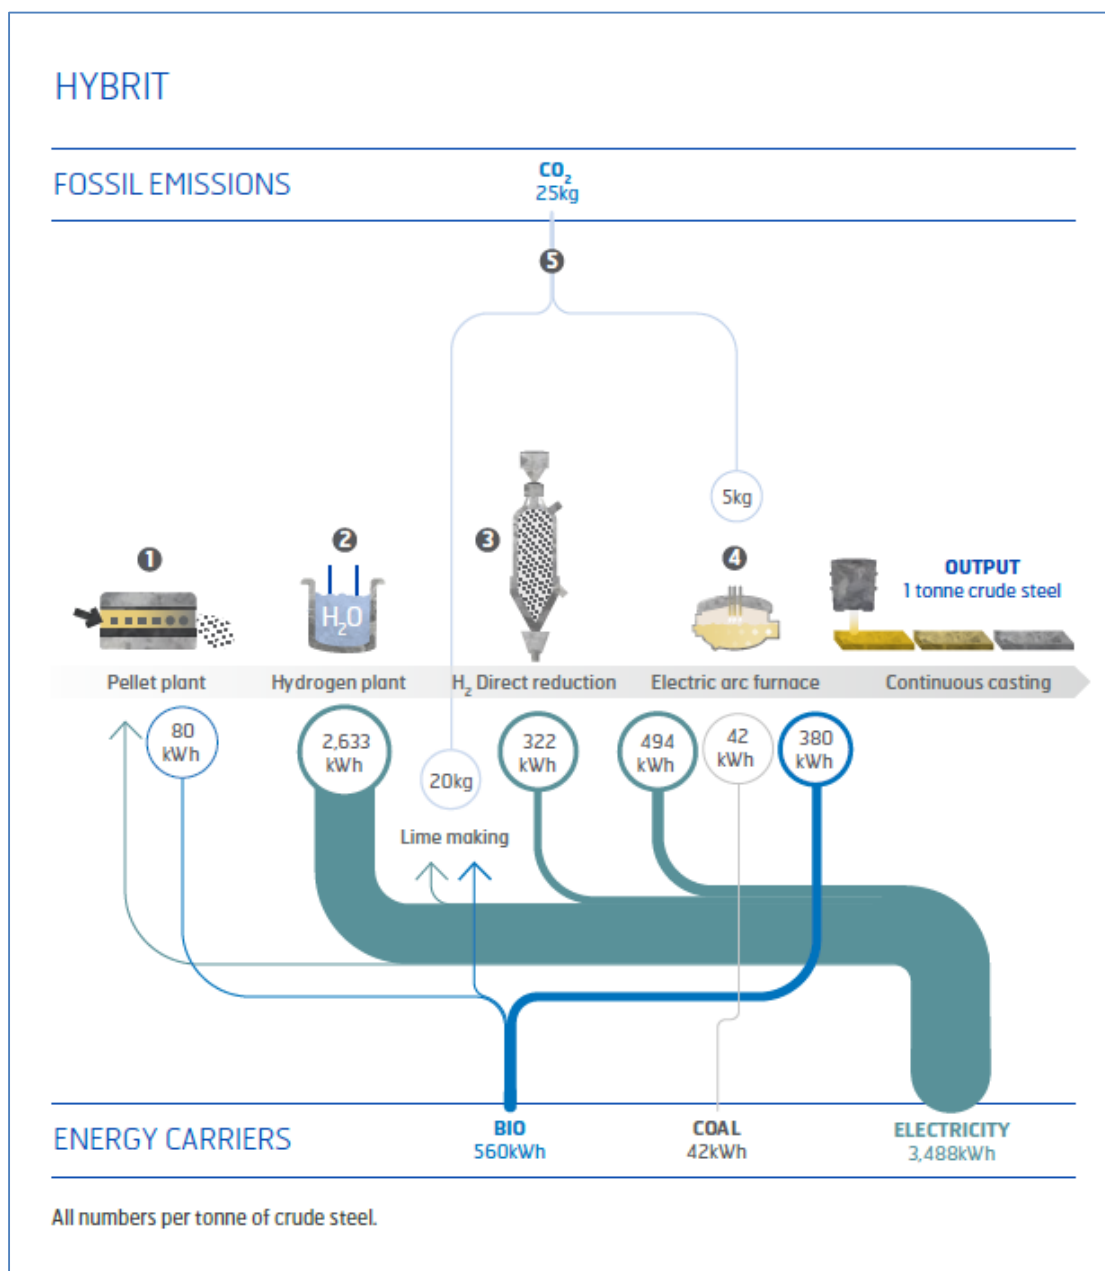 HYBRIT
FOSSIL EMISSIONS
CO₂
25kg
5
5kg
1
2
3
4
H₂O
OUTPUT
1 tonne crude steel
Pellet plant
Hydrogen plant
H₂ Direct reduction
Electric arc furnace
Continuous casting
80
kWh
2,633
kWh
20kg
322
kWh
494
kWh
42
kWh
380
kWh
Lime making
ENERGY CARRIERS
BIO
560kWh
COAL
42kWh
ELECTRICITY
3,488kWh
All numbers per tonne of crude steel.